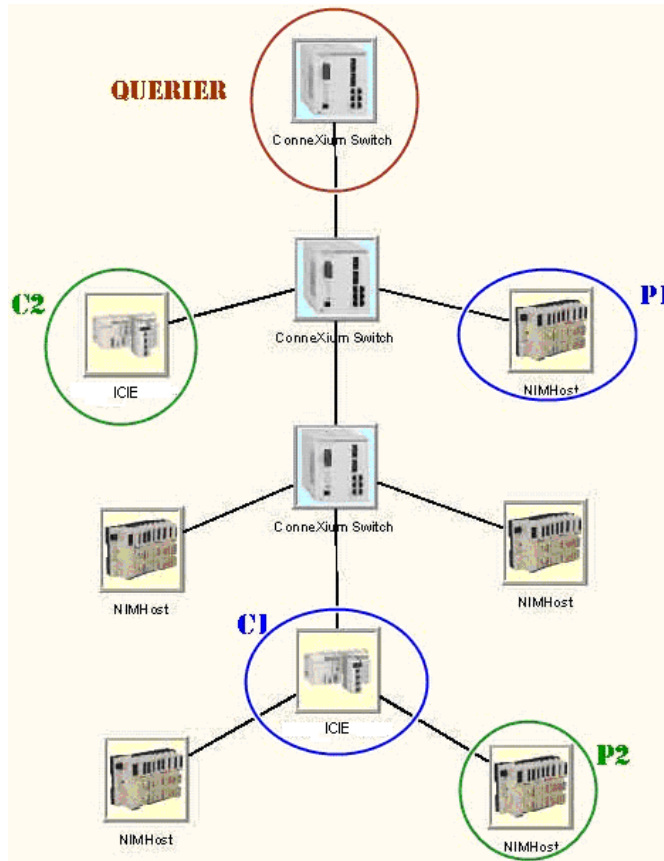 QUERIER
ConneXium Switch
C2
P1
ConneXium Switch
ICIE
NIMHost
ConneXium Switch
NIMHost
NIMHost
C1
ICIE
P2
NIMHost
NIMHost